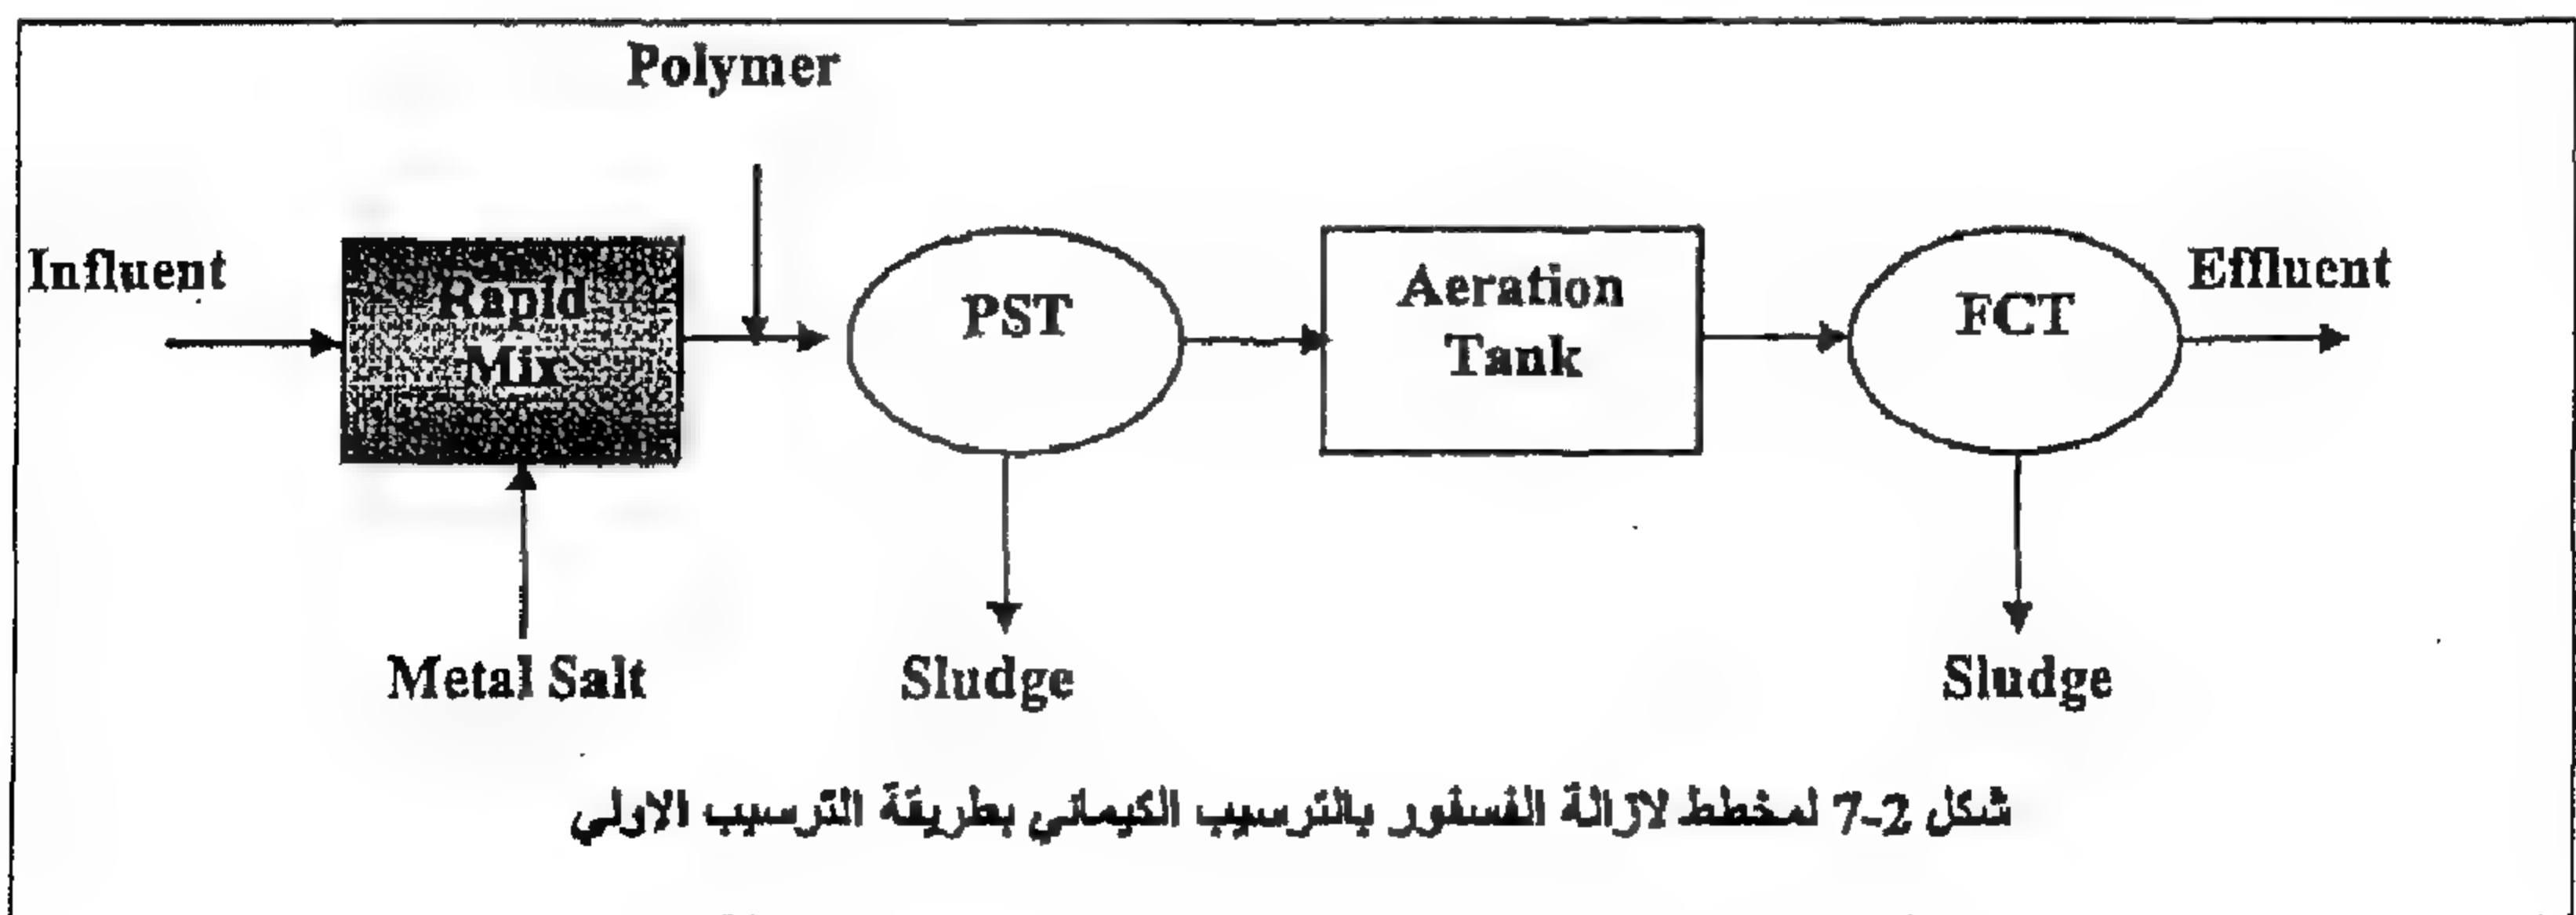 Polymer
Influent
Rapid
Mix
PST
Aeration
Tank
FCT
Effluent
Metal Salt
Sludge
Sludge
شكل 2-7 لمخطط لازالة الفسفور بالترسيب الكيمائي بطريقة الترسيب الاولي